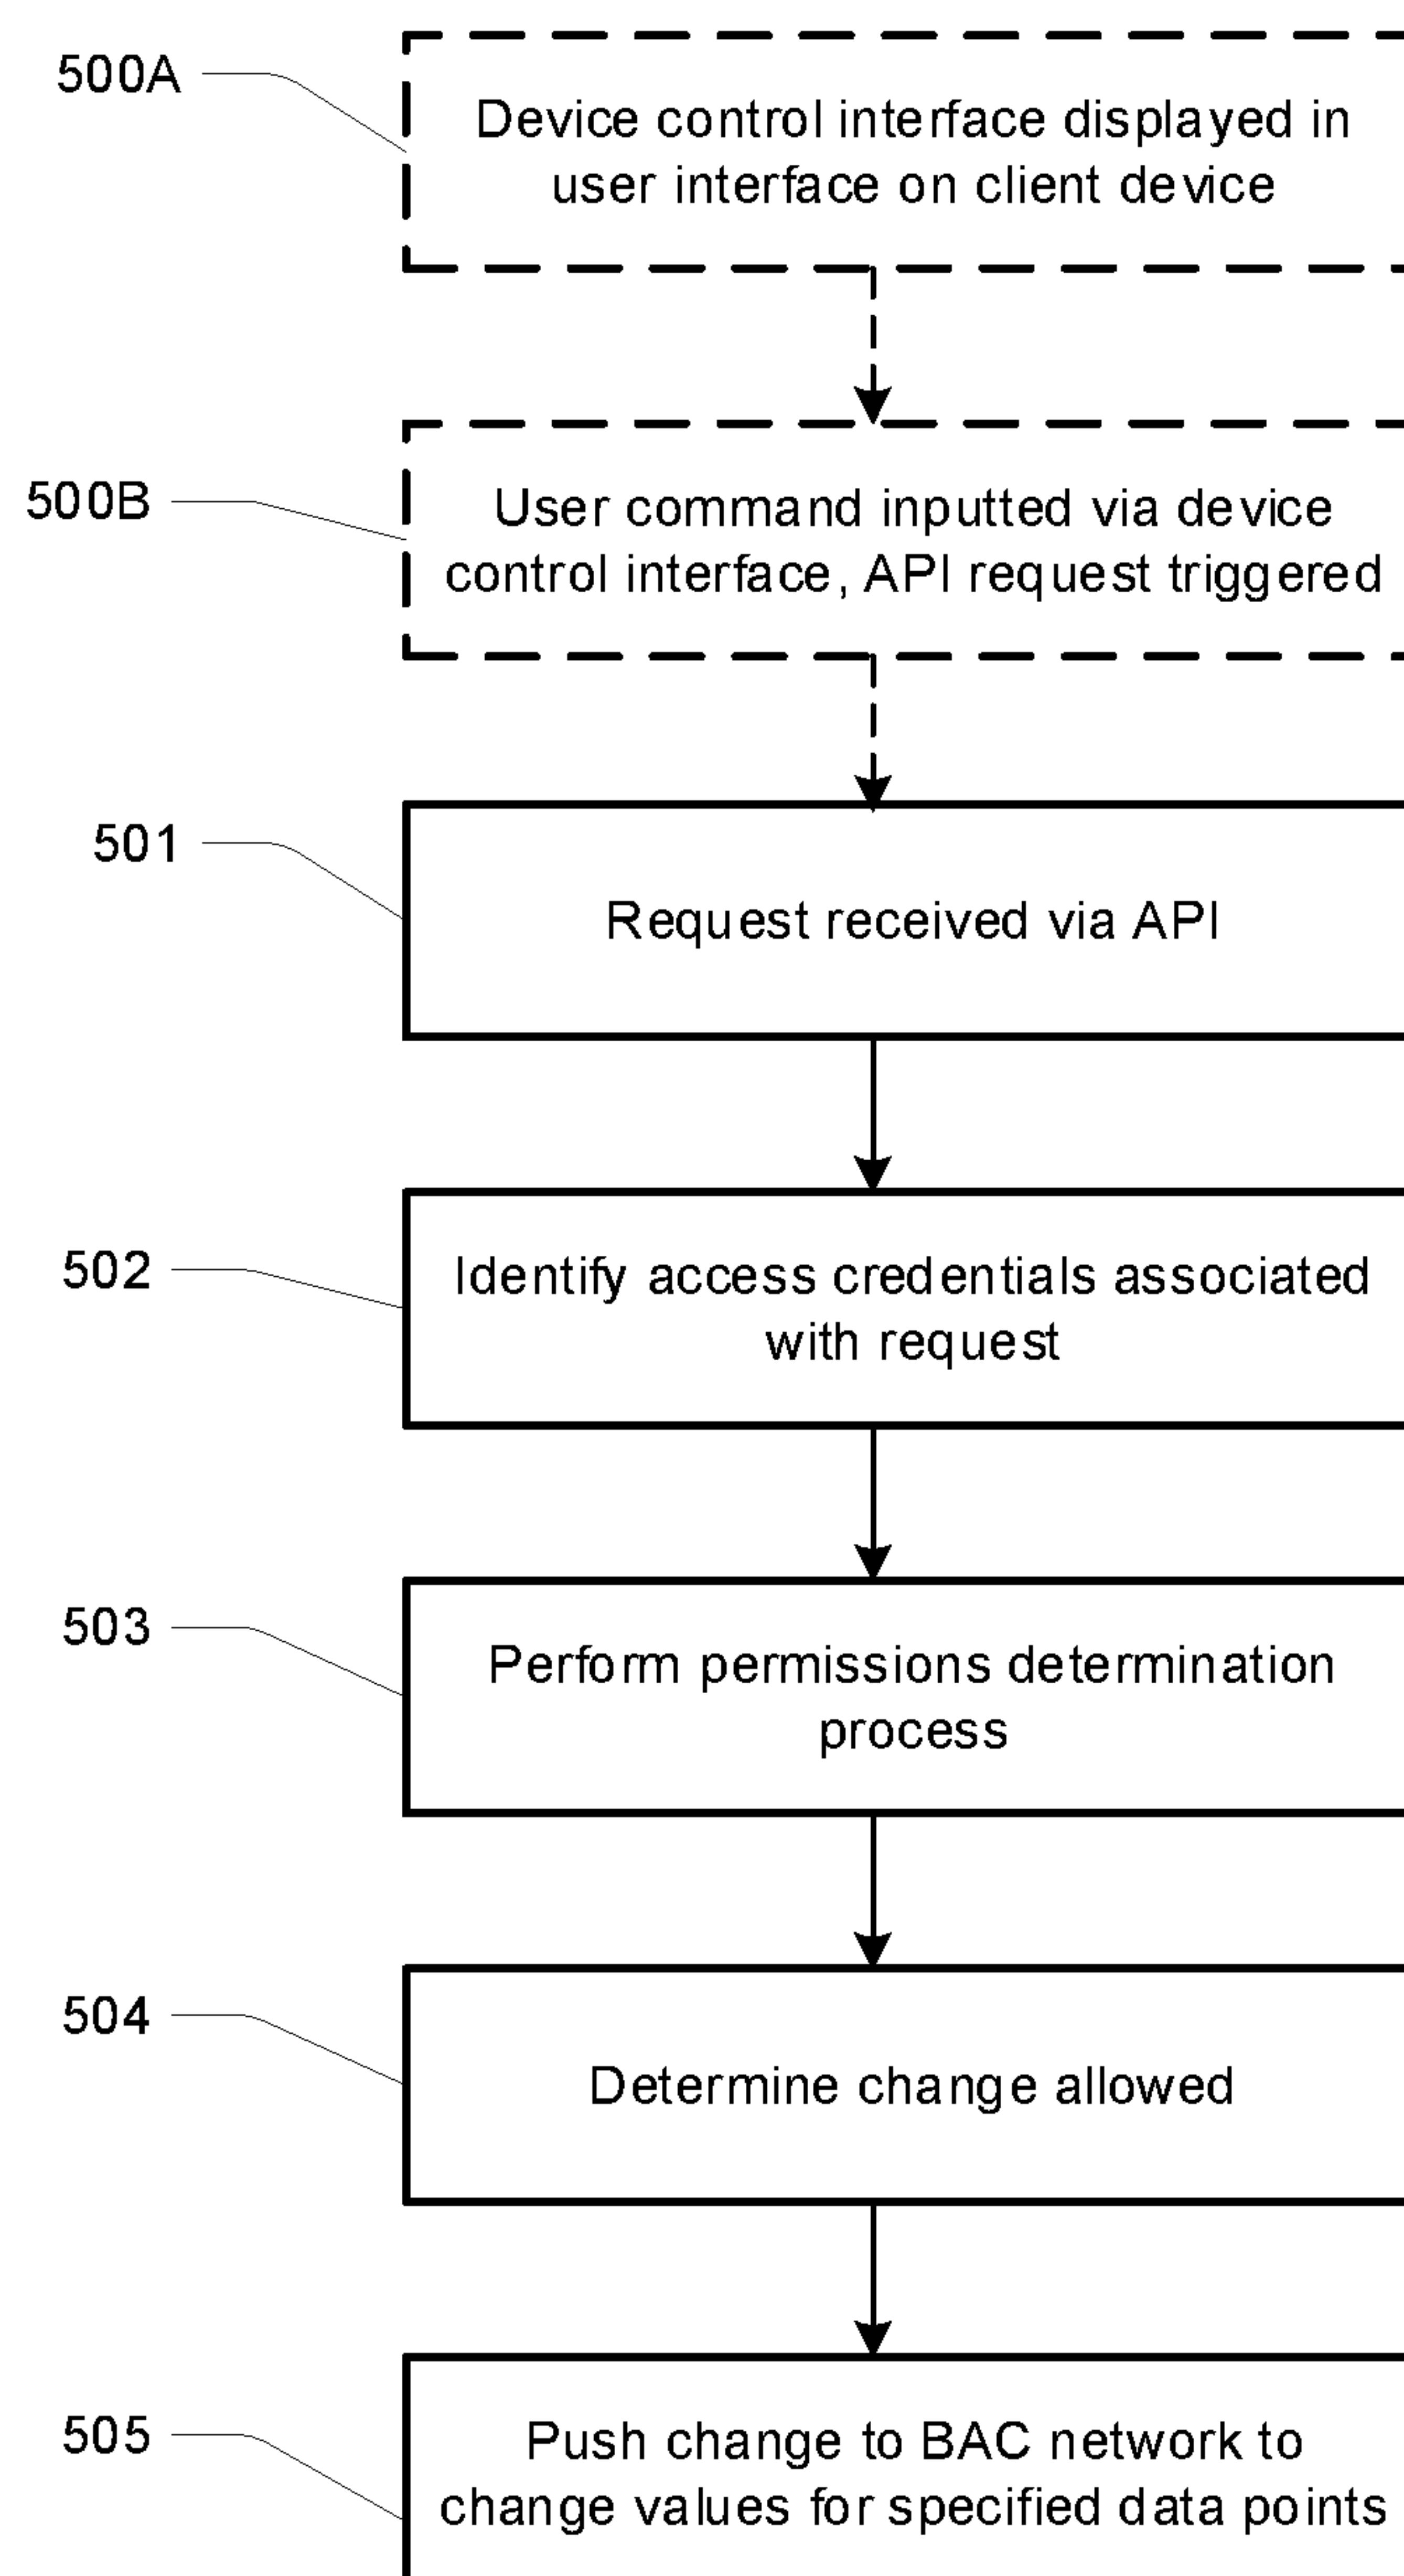 500A
Device control interface displayed in
user interface on client device
500B
User command inputted via device
control interface, API request triggered
501
Request received via API
502
Identify access credentials associated
with request
503
Perform permissions determination
process
504
Determine change allowed
505
Push change to BAC network to
change values for specified data points